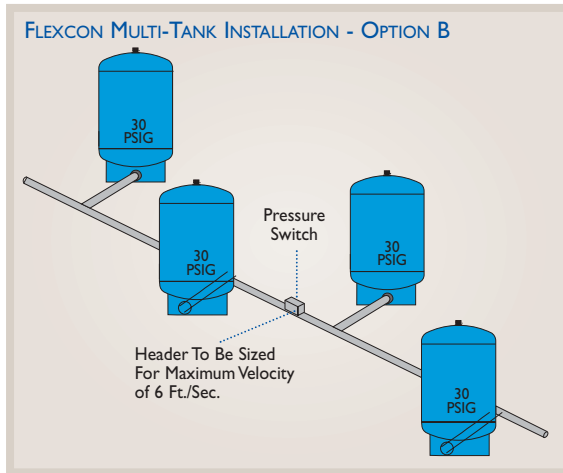 FLEXCON MULTI-TANK INSTALLATION - OPTION B
30
PSIG
30
PSIG
Pressure
Switch
30
PSIG
Header To Be Sized
For Maximum Velocity
of 6 Ft./Sec.
30
PSIG